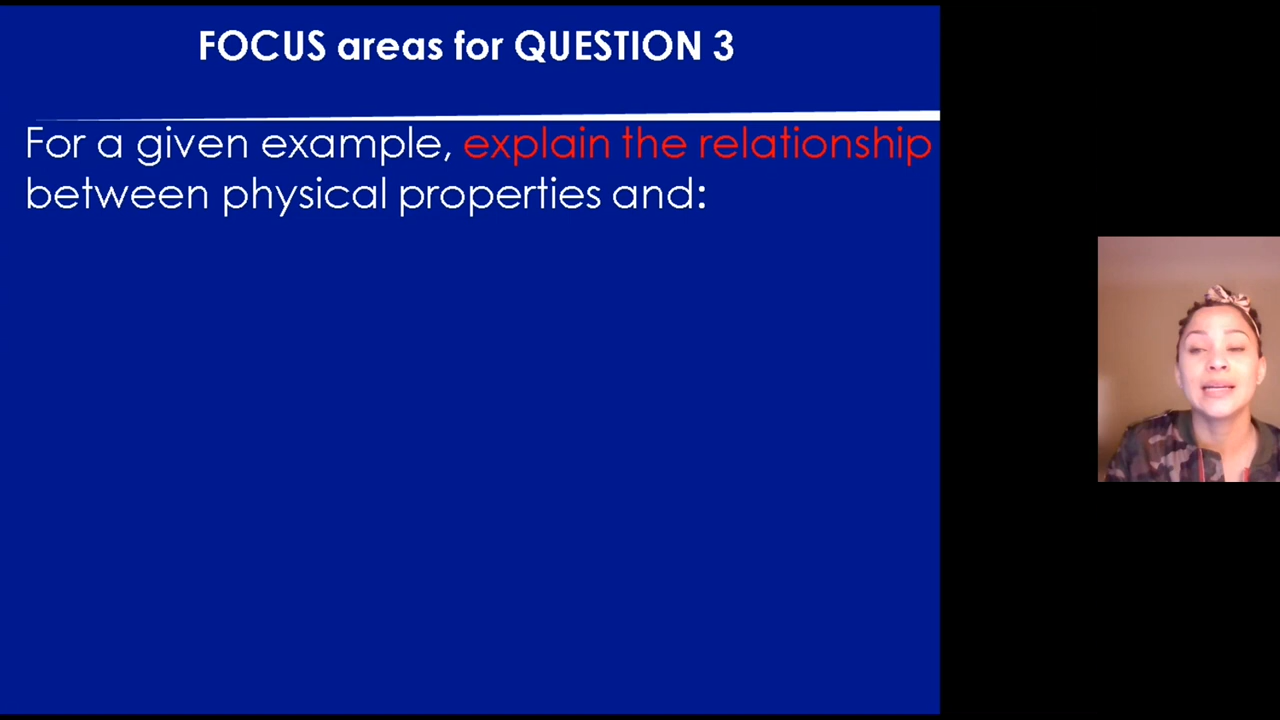 FOCUS areas for QUESTION 3
For a given example, explain the relationship
between physical properties and: